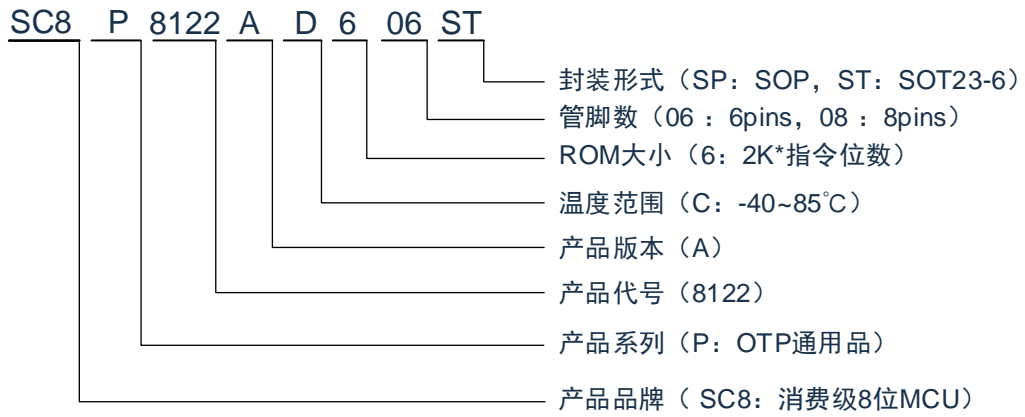 SC8 P 8122 A D 6 06 ST
封装形式（SP：SOP，ST：SOT23-6）
管脚数（06 ：6pins，08 ：8pins）
ROM大小（6：2K*指令位数）
温度范围（C：-40~85℃）
产品版本（A）
产品代号（8122）
产品系列（P：OTP通用品）
产品品牌（ SC8：消费级8位MCU）